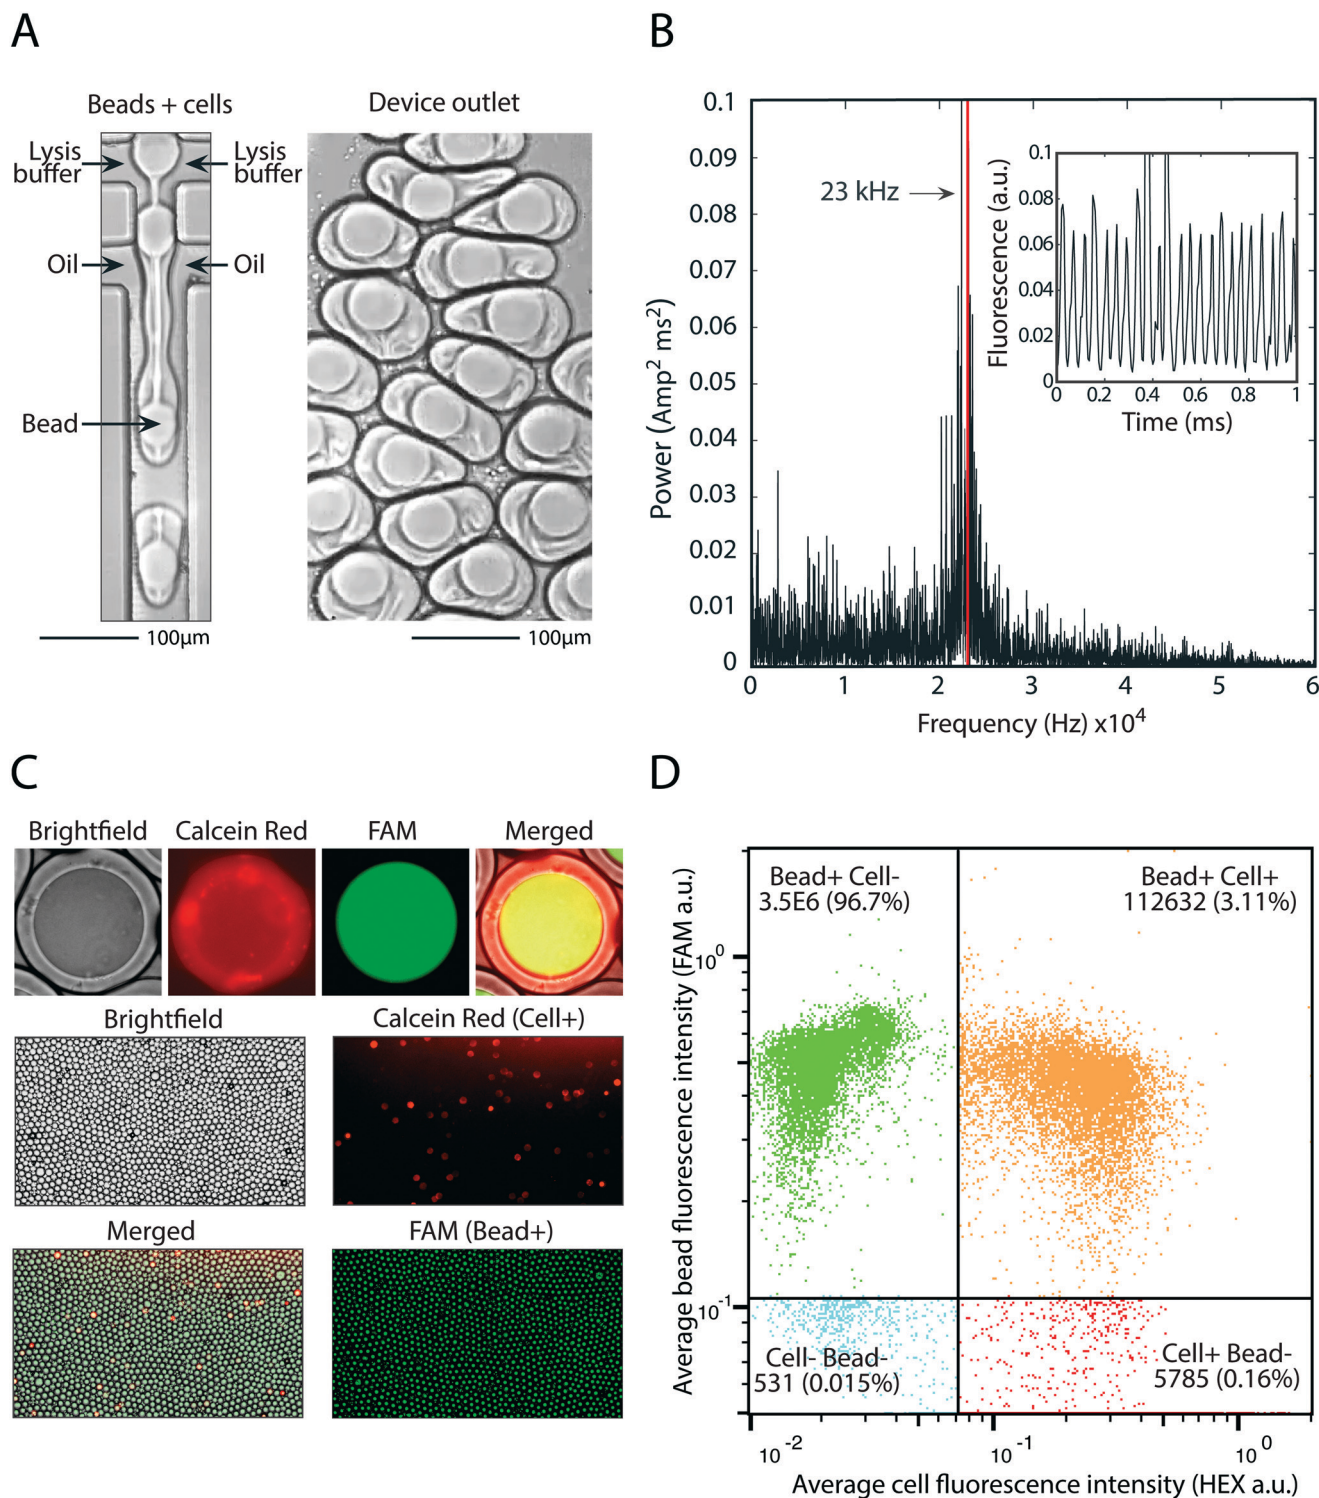 A
Beads + cells
Device outlet
Lysis
buffer
Lysis
buffer
Oil
Oil
Bead
100μm
100μm
B
0.1
0.09
0.08
0.07
0.06
0.05
0.04
0.03
0.02
0.01
0
Power (Amp² ms²)
23 kHz
0 1 2 3 4 5 6
Frequency (Hz) x10⁴
0.1
0.08
0.06
0.04
0.02
0
Fluorescence (a.u.)
0 0.2 0.4 0.6 0.8 1
Time (ms)
C
Brightfield
Calcein Red
FAM
Merged
Brightfield
Calcein Red (Cell+)
Merged
FAM (Bead+)
D
Average bead fluorescence intensity (FAM a.u.)
10⁰
10⁻¹
Bead+ Cell-
3.5E6 (96.7%)
Bead+ Cell+
112632 (3.11%)
Cell- Bead-
531 (0.015%)
Cell+ Bead-
5785 (0.16%)
10⁻² 10⁻¹ 10⁰
Average cell fluorescence intensity (HEX a.u.)